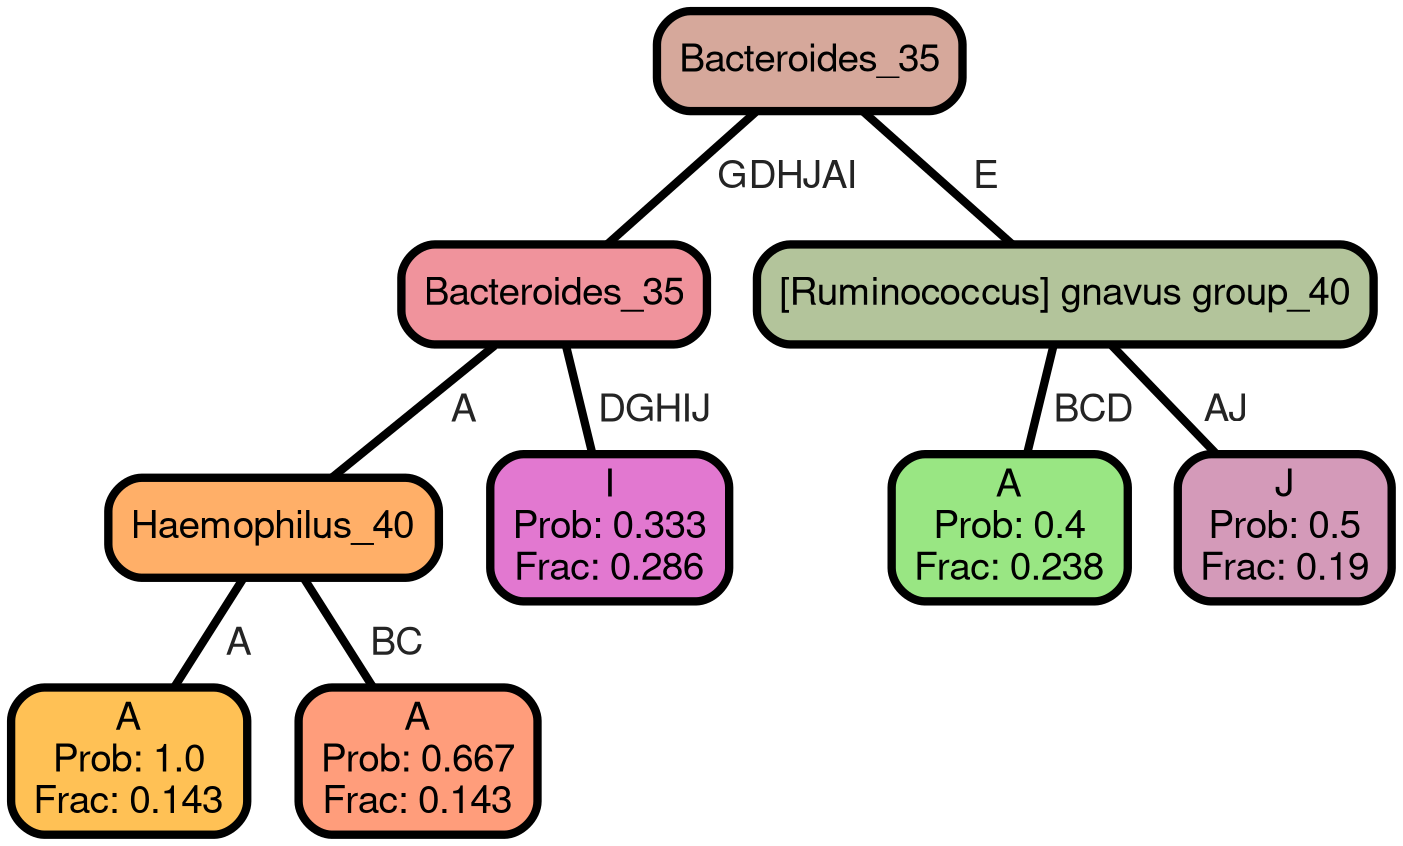 Bacteroides_35
GDHJAI
E
Bacteroides_35
[Ruminococcus] gnavus group_40
A
DGHIJ
BCD
AJ
Haemophilus_40
I
Prob: 0.333
Frac: 0.286
A
Prob: 0.4
Frac: 0.238
J
Prob: 0.5
Frac: 0.19
A
BC
A
Prob: 1.0
Frac: 0.143
A
Prob: 0.667
Frac: 0.143